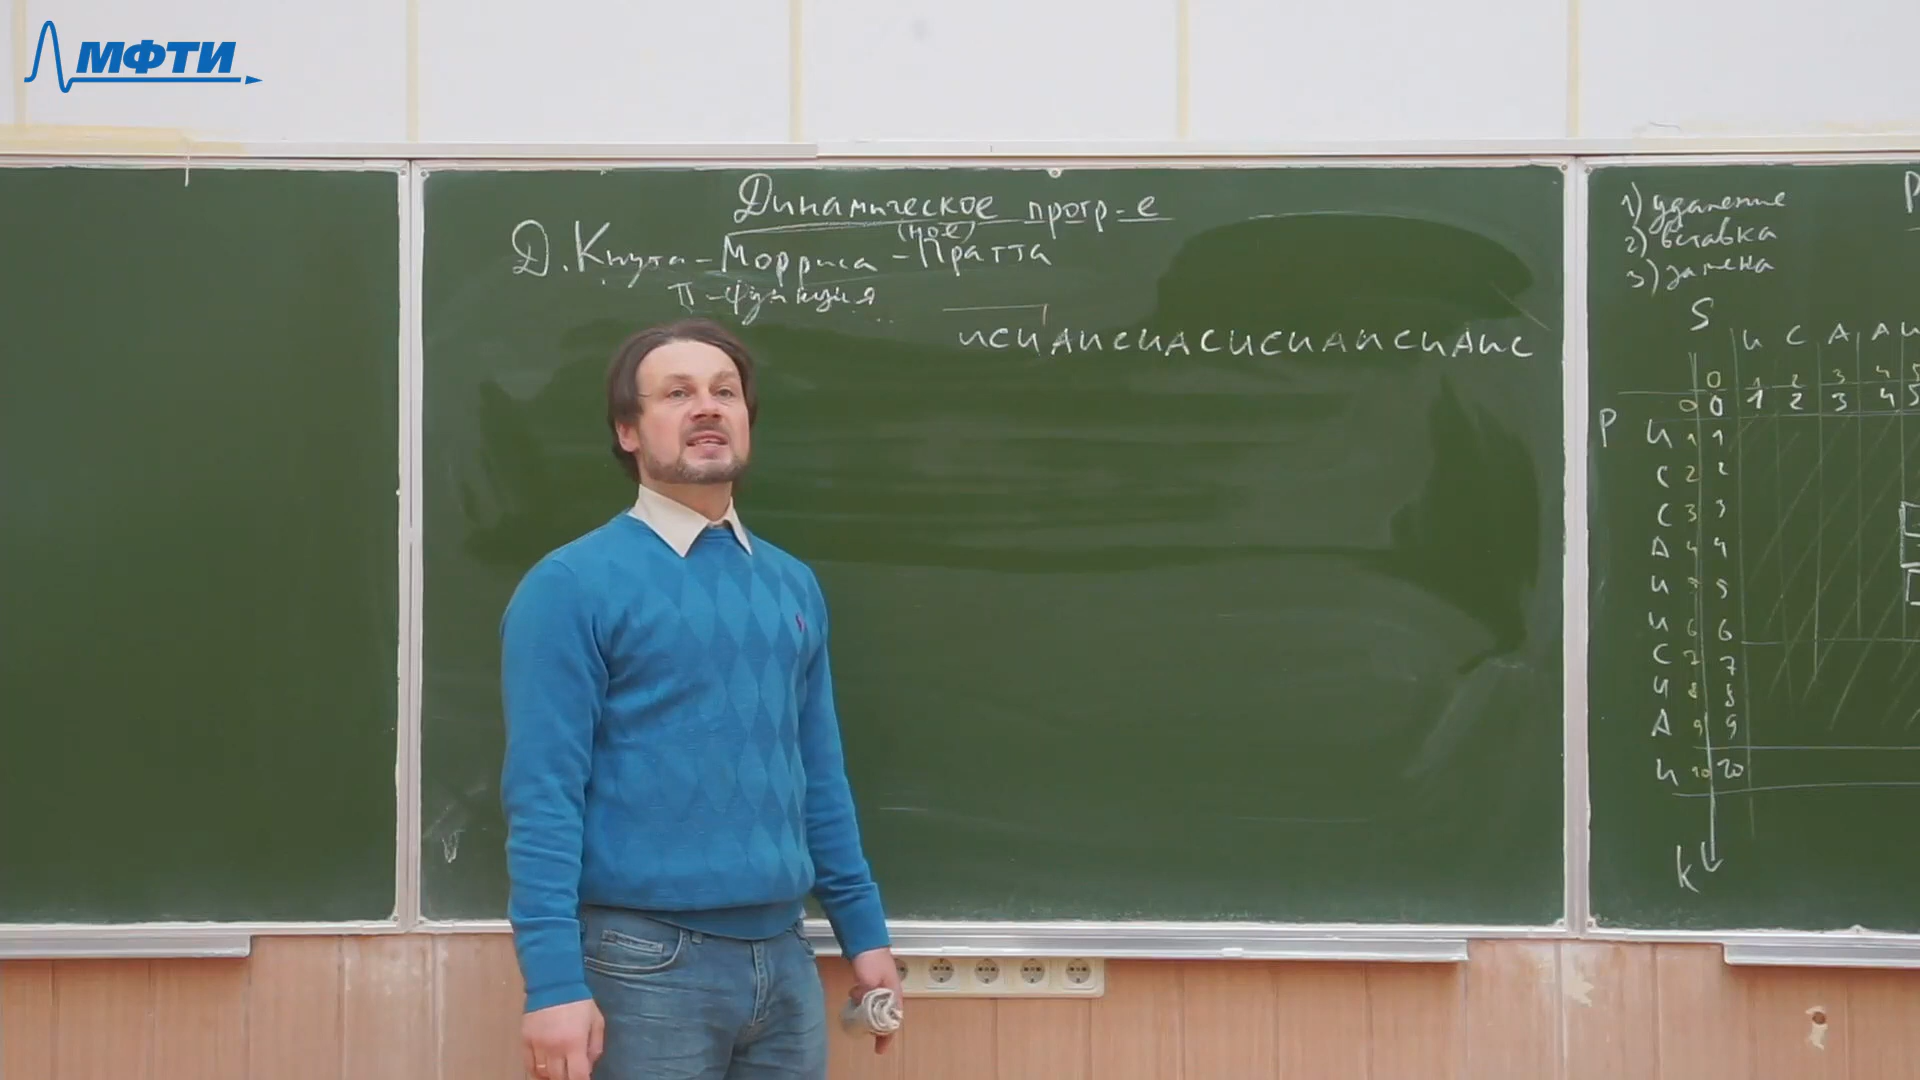 МФТИ
Динамическое прогр-е
(ное)
Д. Кнута - Морриса - Пратта
П-функция
ИСИАИСИАСИСИАИСИАИС
1) удаление
2) вставка
3) замена
S
И С А А И
0 1 2 3 4 5
0 0 1 2 3 4 5
P И 1 1
С 2 2
С 3 3
А 4 4
И 5 5
И 6 6
С 7 7
И 8 8
А 9 9
И 10 10
k